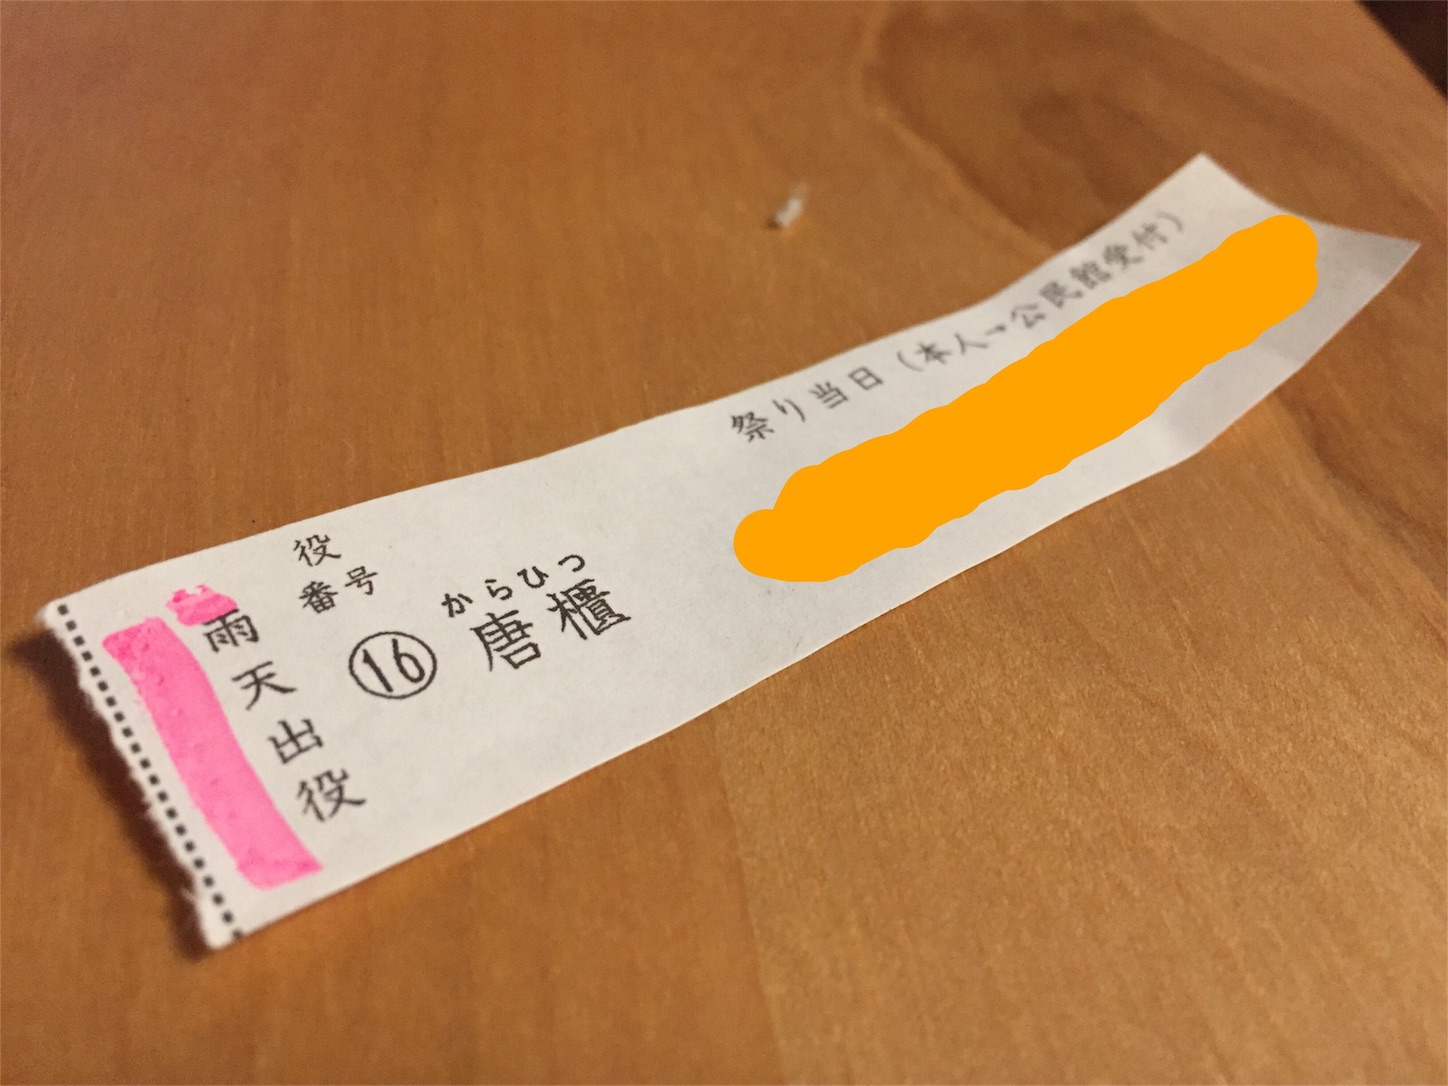 祭り当日（本人→公民館受付）
役
番号
⑯
からひつ
唐櫃
雨天出役